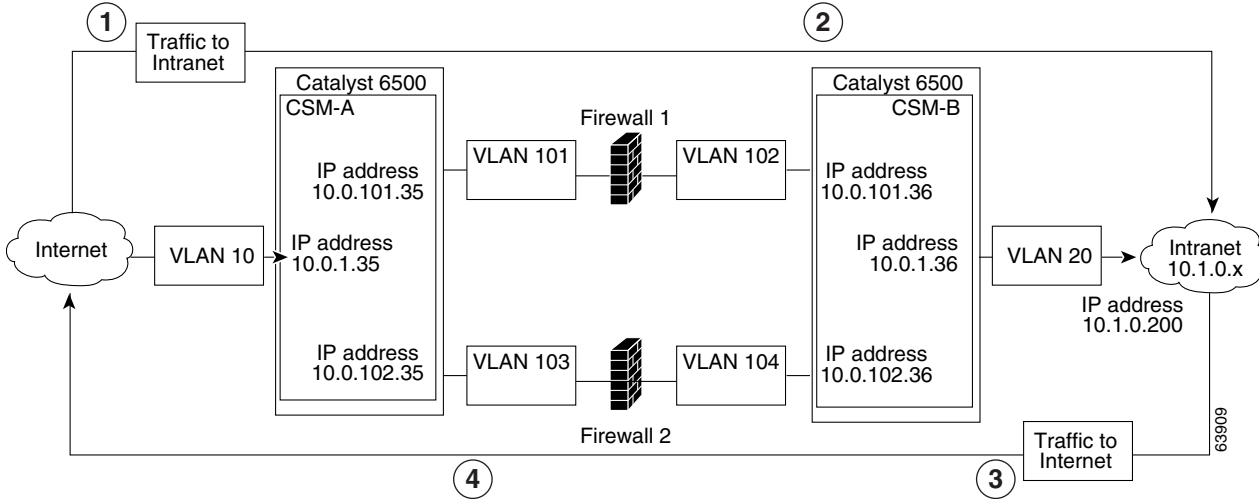 1
2
Traffic to
Intranet
Catalyst 6500
CSM-A
IP address
10.0.101.35
IP address
10.0.1.35
IP address
10.0.102.35
Internet
VLAN 10
Firewall 1
VLAN 101
VLAN 102
VLAN 103
VLAN 104
Firewall 2
Catalyst 6500
CSM-B
IP address
10.0.101.36
IP address
10.0.1.36
IP address
10.0.102.36
VLAN 20
Intranet
10.1.0.x
IP address
10.1.0.200
63909
Traffic to
Internet
4
3